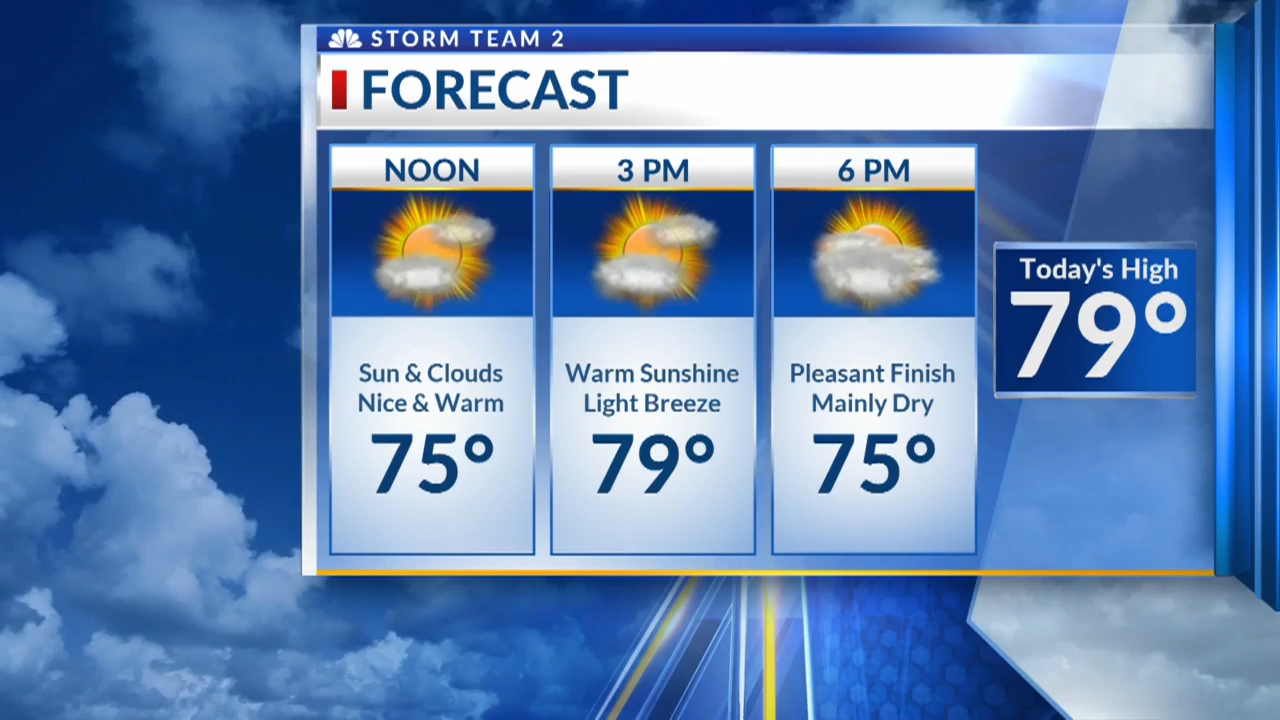 STORM TEAM 2
FORECAST
NOON
Sun & Clouds
Nice & Warm
75°
3 PM
Warm Sunshine
Light Breeze
79°
6 PM
Pleasant Finish
Mainly Dry
75°
Today's High
79°